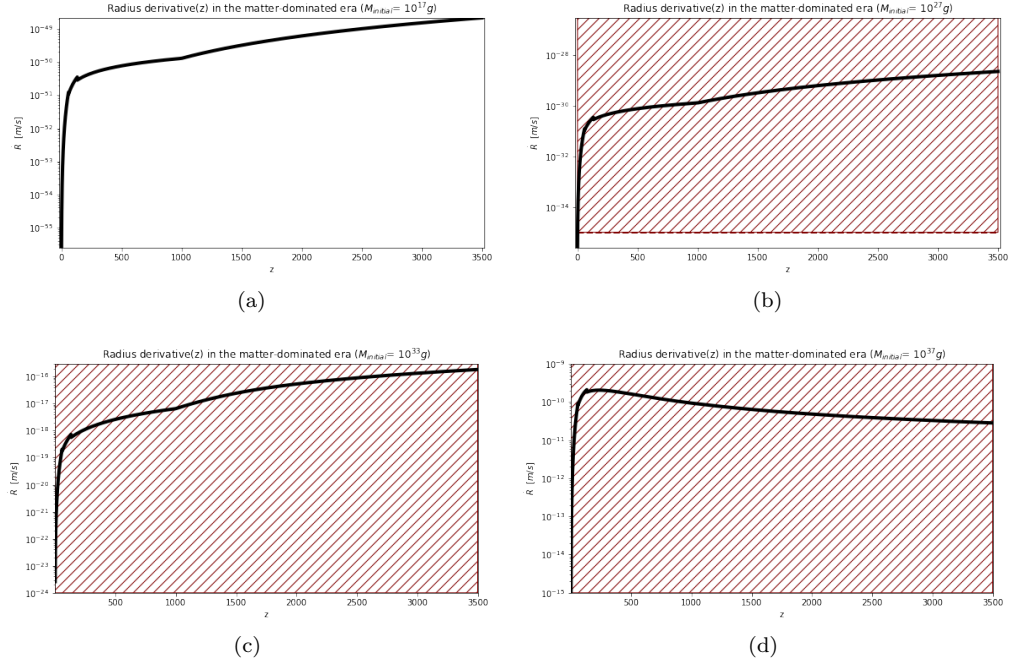 Radius derivative(z) in the matter-dominated era (M_initial= 10^17g)
10^-49
10^-50
10^-51
10^-52
10^-53
10^-54
10^-55
Ṙ [m/s]
0 500 1000 1500 2000 2500 3000 3500
z
(a)
Radius derivative(z) in the matter-dominated era (M_initial= 10^27g)
10^-28
10^-30
10^-32
10^-34
Ṙ [m/s]
0 500 1000 1500 2000 2500 3000 3500
z
(b)
Radius derivative(z) in the matter-dominated era (M_initial= 10^33g)
10^-16
10^-17
10^-18
10^-19
10^-20
10^-21
10^-22
10^-23
10^-24
Ṙ [m/s]
500 1000 1500 2000 2500 3000 3500
z
(c)
Radius derivative(z) in the matter-dominated era (M_initial= 10^37g)
10^-9
10^-10
10^-11
10^-12
10^-13
10^-14
10^-15
Ṙ [m/s]
500 1000 1500 2000 2500 3000 3500
z
(d)